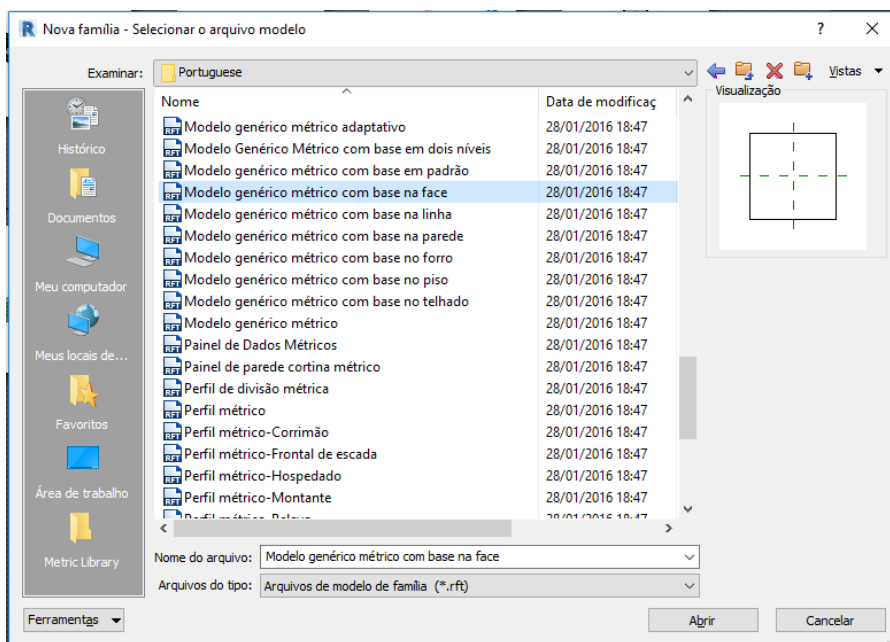 Nova família - Selecionar o arquivo modelo
Examinar: Portuguese Vistas
Nome Data de modificaç Visualização
Modelo genérico métrico adaptativo 28/01/2016 18:47
Modelo Genérico Métrico com base em dois níveis 28/01/2016 18:47
Modelo genérico métrico com base em padrão 28/01/2016 18:47
Modelo genérico métrico com base na face 28/01/2016 18:47
Modelo genérico métrico com base na linha 28/01/2016 18:47
Modelo genérico métrico com base na parede 28/01/2016 18:47
Modelo genérico métrico com base no forro 28/01/2016 18:47
Modelo genérico métrico com base no piso 28/01/2016 18:47
Modelo genérico métrico com base no telhado 28/01/2016 18:47
Modelo genérico métrico 28/01/2016 18:47
Painel de Dados Métricos 28/01/2016 18:47
Painel de parede cortina métrico 28/01/2016 18:47
Perfil de divisão métrica 28/01/2016 18:47
Perfil métrico 28/01/2016 18:47
Perfil métrico-Corrimão 28/01/2016 18:47
Perfil métrico-Frontal de escada 28/01/2016 18:47
Perfil métrico-Hospedado 28/01/2016 18:47
Perfil métrico-Montante 28/01/2016 18:47
Histórico
Documentos
Meu computador
Meus locais de...
Favoritos
Área de trabalho
Metric Library
Nome do arquivo: Modelo genérico métrico com base na face
Arquivos do tipo: Arquivos de modelo de família (*.rft)
Ferramentas Abrir Cancelar